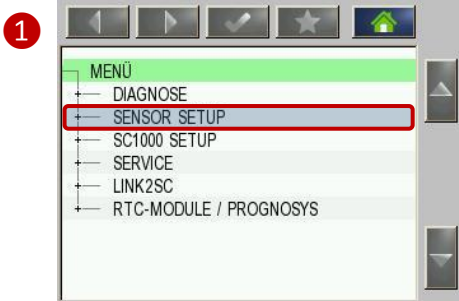 1
MENÜ
DIAGNOSE
SENSOR SETUP
SC1000 SETUP
SERVICE
LINK2SC
RTC-MODULE / PROGNOSYS